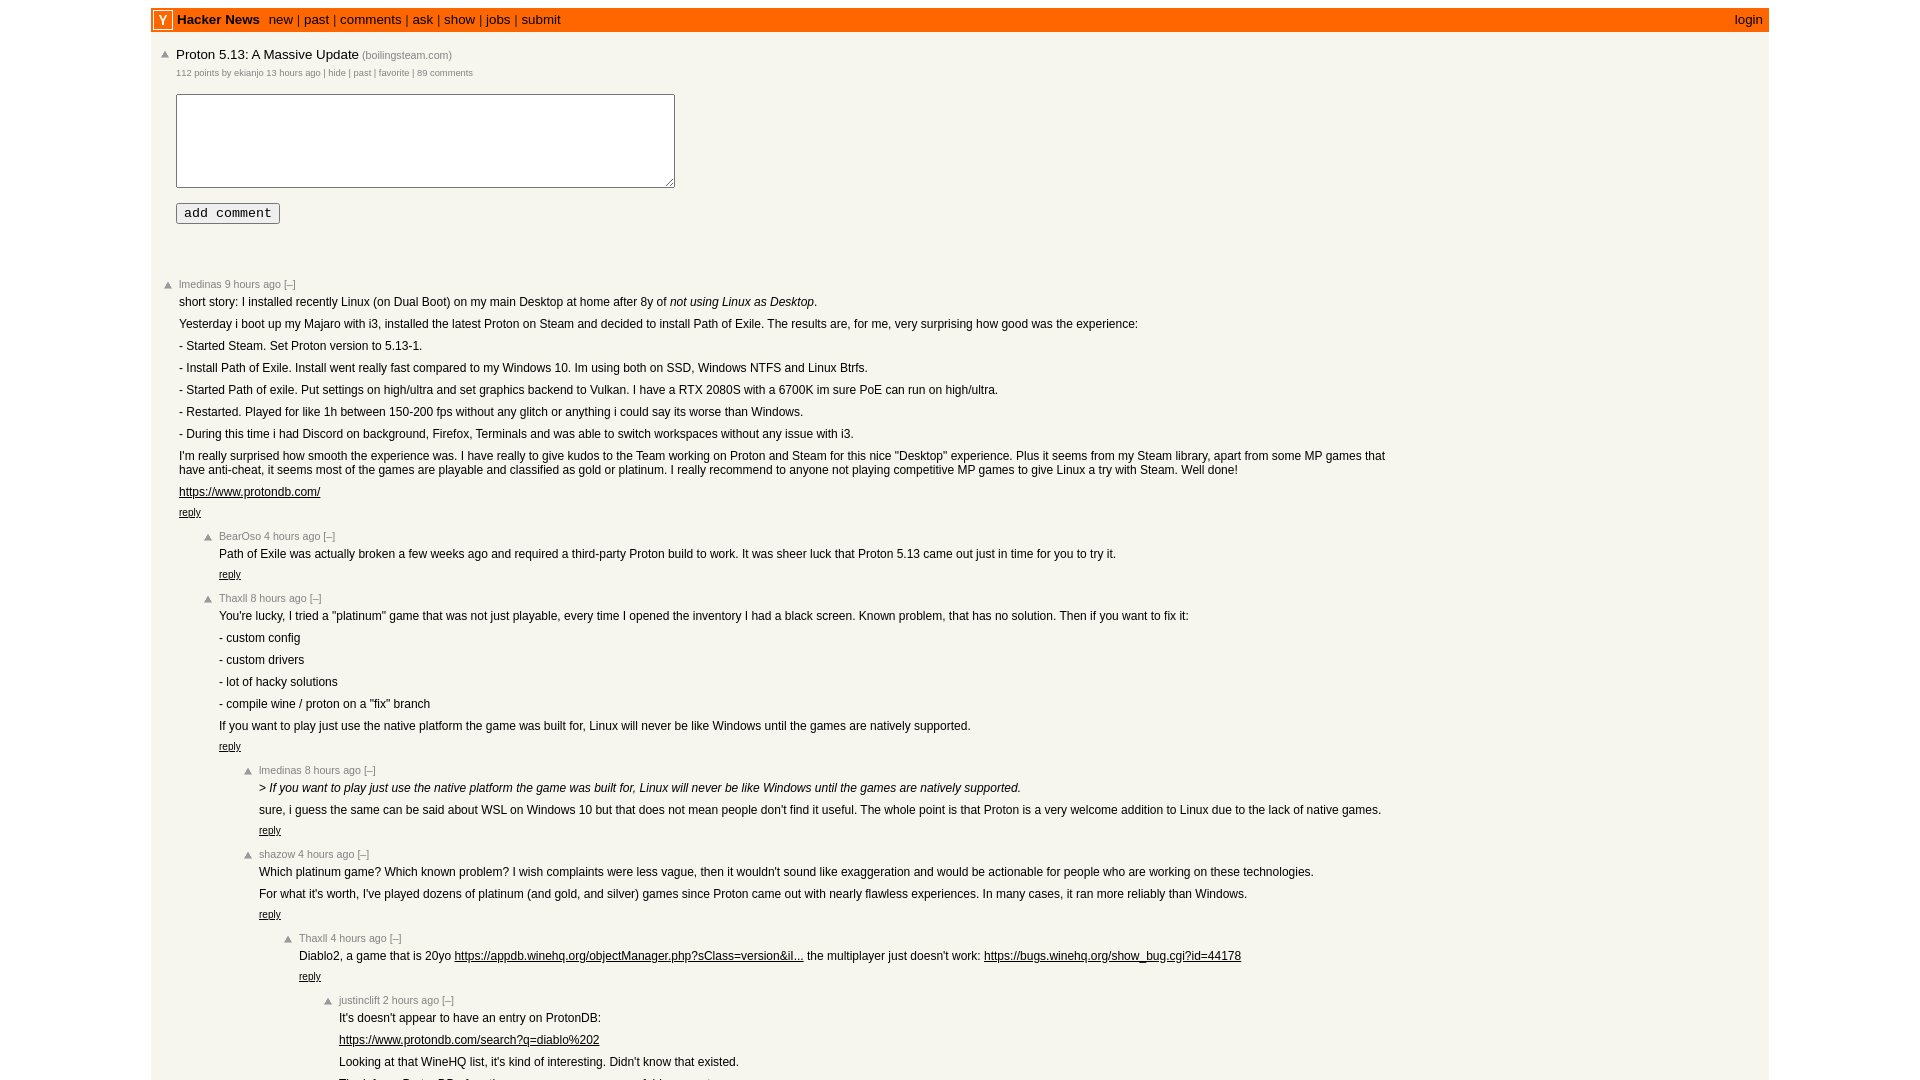 Y Hacker News new | past | comments | ask | show | jobs | submit login
Proton 5.13: A Massive Update (boilingsteam.com)
112 points by ekianjo 13 hours ago | hide | past | favorite | 89 comments
add comment
lmedinas 9 hours ago [–]
short story: I installed recently Linux (on Dual Boot) on my main Desktop at home after 8y of not using Linux as Desktop.
Yesterday i boot up my Majaro with i3, installed the latest Proton on Steam and decided to install Path of Exile. The results are, for me, very surprising how good was the experience:
- Started Steam. Set Proton version to 5.13-1.
- Install Path of Exile. Install went really fast compared to my Windows 10. Im using both on SSD, Windows NTFS and Linux Btrfs.
- Started Path of exile. Put settings on high/ultra and set graphics backend to Vulkan. I have a RTX 2080S with a 6700K im sure PoE can run on high/ultra.
- Restarted. Played for like 1h between 150-200 fps without any glitch or anything i could say its worse than Windows.
- During this time i had Discord on background, Firefox, Terminals and was able to switch workspaces without any issue with i3.
I'm really surprised how smooth the experience was. I have really to give kudos to the Team working on Proton and Steam for this nice "Desktop" experience. Plus it seems from my Steam library, apart from some MP games that
have anti-cheat, it seems most of the games are playable and classified as gold or platinum. I really recommend to anyone not playing competitive MP games to give Linux a try with Steam. Well done!
https://www.protondb.com/
reply
BearOso 4 hours ago [–]
Path of Exile was actually broken a few weeks ago and required a third-party Proton build to work. It was sheer luck that Proton 5.13 came out just in time for you to try it.
reply
Thaxll 8 hours ago [–]
You're lucky, I tried a "platinum" game that was not just playable, every time I opened the inventory I had a black screen. Known problem, that has no solution. Then if you want to fix it:
- custom config
- custom drivers
- lot of hacky solutions
- compile wine / proton on a "fix" branch
If you want to play just use the native platform the game was built for, Linux will never be like Windows until the games are natively supported.
reply
lmedinas 8 hours ago [–]
> If you want to play just use the native platform the game was built for, Linux will never be like Windows until the games are natively supported.
sure, i guess the same can be said about WSL on Windows 10 but that does not mean people don't find it useful. The whole point is that Proton is a very welcome addition to Linux due to the lack of native games.
reply
shazow 4 hours ago [–]
Which platinum game? Which known problem? I wish complaints were less vague, then it wouldn't sound like exaggeration and would be actionable for people who are working on these technologies.
For what it's worth, I've played dozens of platinum (and gold, and silver) games since Proton came out with nearly flawless experiences. In many cases, it ran more reliably than Windows.
reply
Thaxll 4 hours ago [–]
Diablo2, a game that is 20yo https://appdb.winehq.org/objectManager.php?sClass=version&iI... the multiplayer just doesn't work: https://bugs.winehq.org/show_bug.cgi?id=44178
reply
justinclift 2 hours ago [–]
It's doesn't appear to have an entry on ProtonDB:
https://www.protondb.com/search?q=diablo%202
Looking at that WineHQ list, it's kind of interesting. Didn't know that existed.